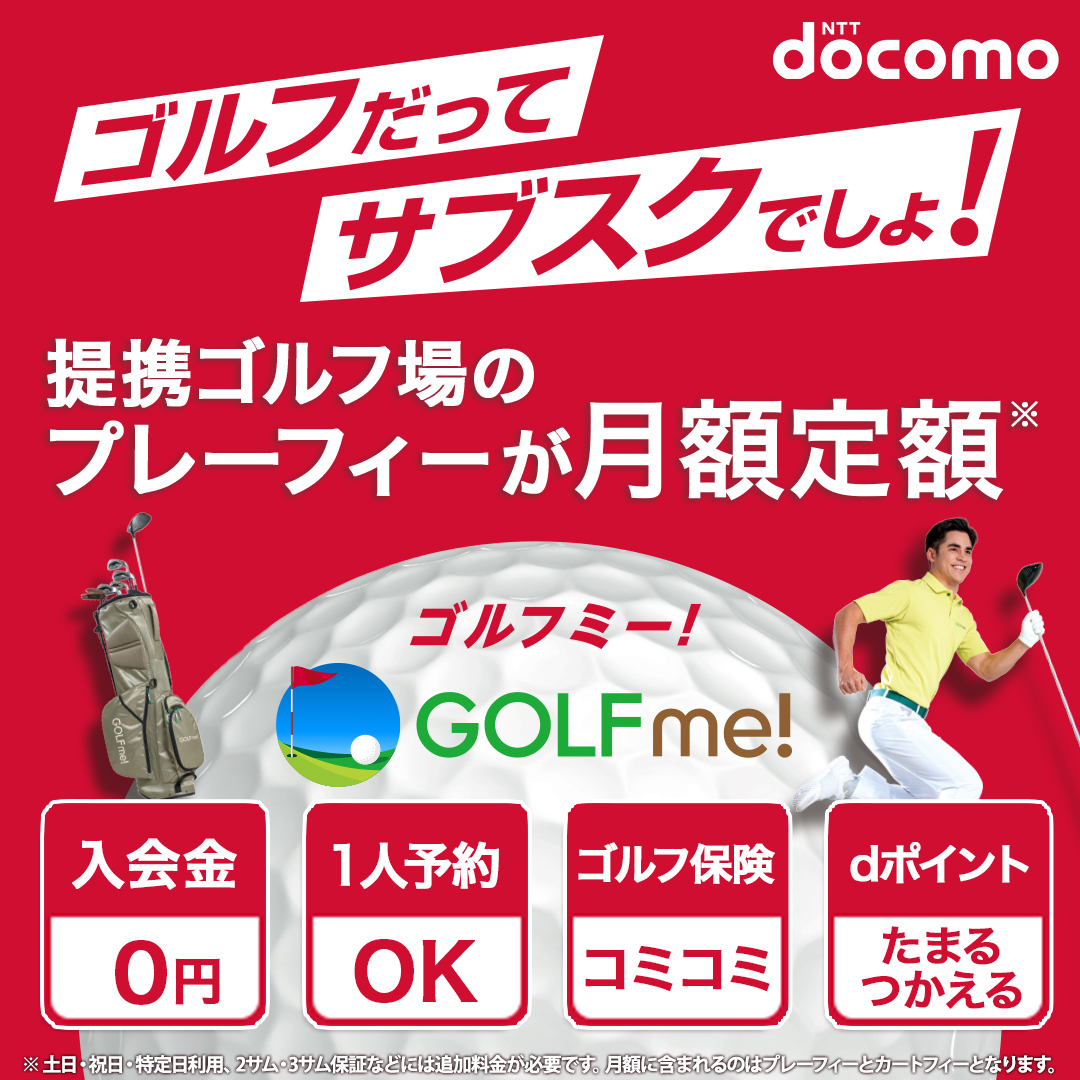 NTT
docomo
ゴルフだって
サブスクでしょ!
提携ゴルフ場の
プレーフィーが月額定額※
ゴルフミー!
GOLF me!
GOLF me!
GOLF me!
入会金
0円
1人予約
OK
ゴルフ保険
コミコミ
dポイント
たまる
つかえる
※ 土日・祝日・特定日利用、2サム・3サム保証などには追加料金が必要です。月額に含まれるのはプレーフィーとカートフィーとなります。